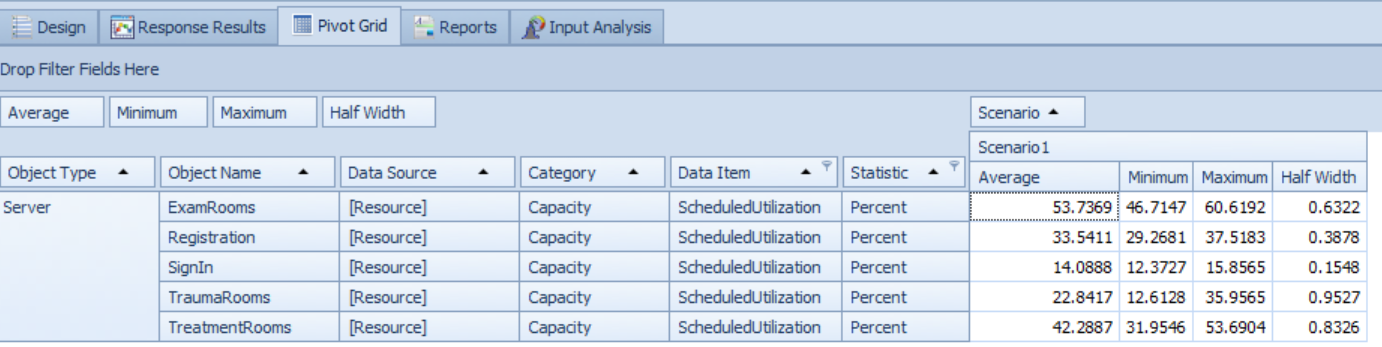 Design Response Results Pivot Grid Reports Input Analysis
Drop Filter Fields Here
Average Minimum Maximum Half Width Scenario
Scenario1
Object Type Object Name Data Source Category Data Item Statistic Average Minimum Maximum Half Width
Server ExamRooms [Resource] Capacity ScheduledUtilization Percent 53.7369 46.7147 60.6192 0.6322
Registration [Resource] Capacity ScheduledUtilization Percent 33.5411 29.2681 37.5183 0.3878
SignIn [Resource] Capacity ScheduledUtilization Percent 14.0888 12.3727 15.8565 0.1548
TraumaRooms [Resource] Capacity ScheduledUtilization Percent 22.8417 12.6128 35.9565 0.9527
TreatmentRooms [Resource] Capacity ScheduledUtilization Percent 42.2887 31.9546 53.6904 0.8326